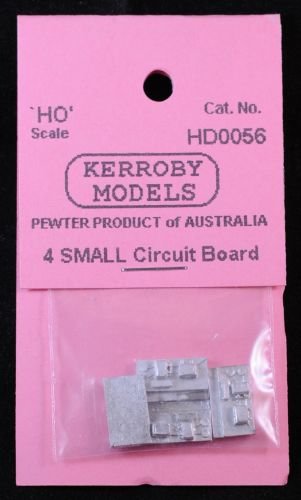 'HO' Cat. No.
Scale HD0056
KERROBY
MODELS
PEWTER PRODUCT of AUSTRALIA
4 SMALL Circuit Board